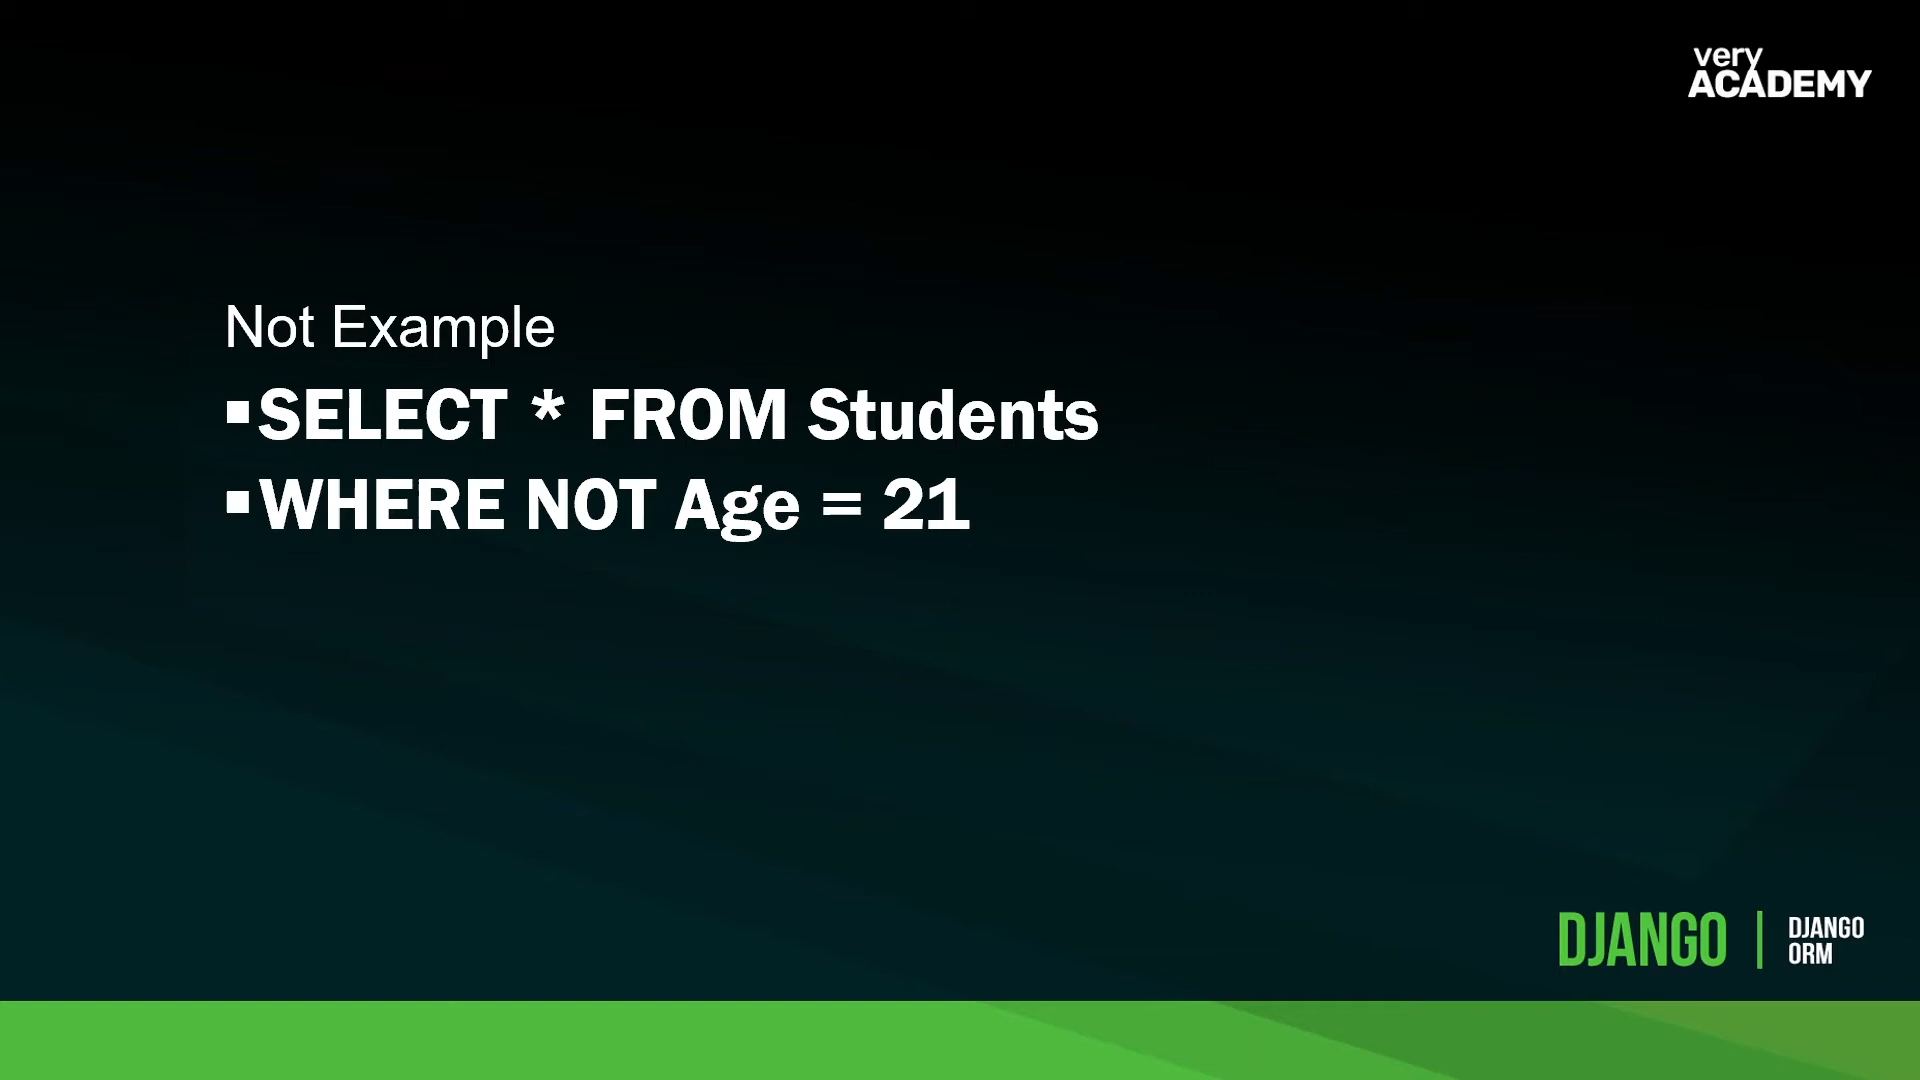 very
ACADEMY
Not Example
▪SELECT * FROM Students
▪WHERE NOT Age = 21
DJANGO | DJANGO
ORM